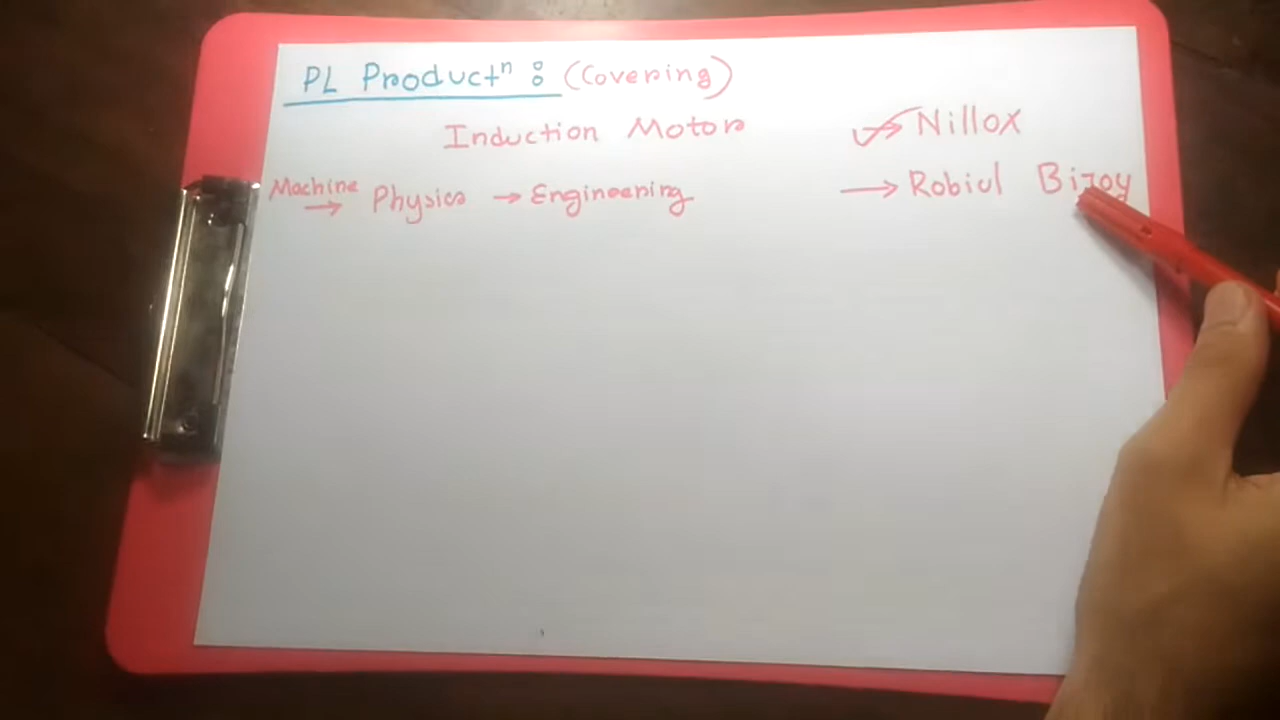 PL Productⁿ : (Covering)
Induction Motor
→ Nillox
Machine → Physics → Engineering
→ Robiul Bijoy